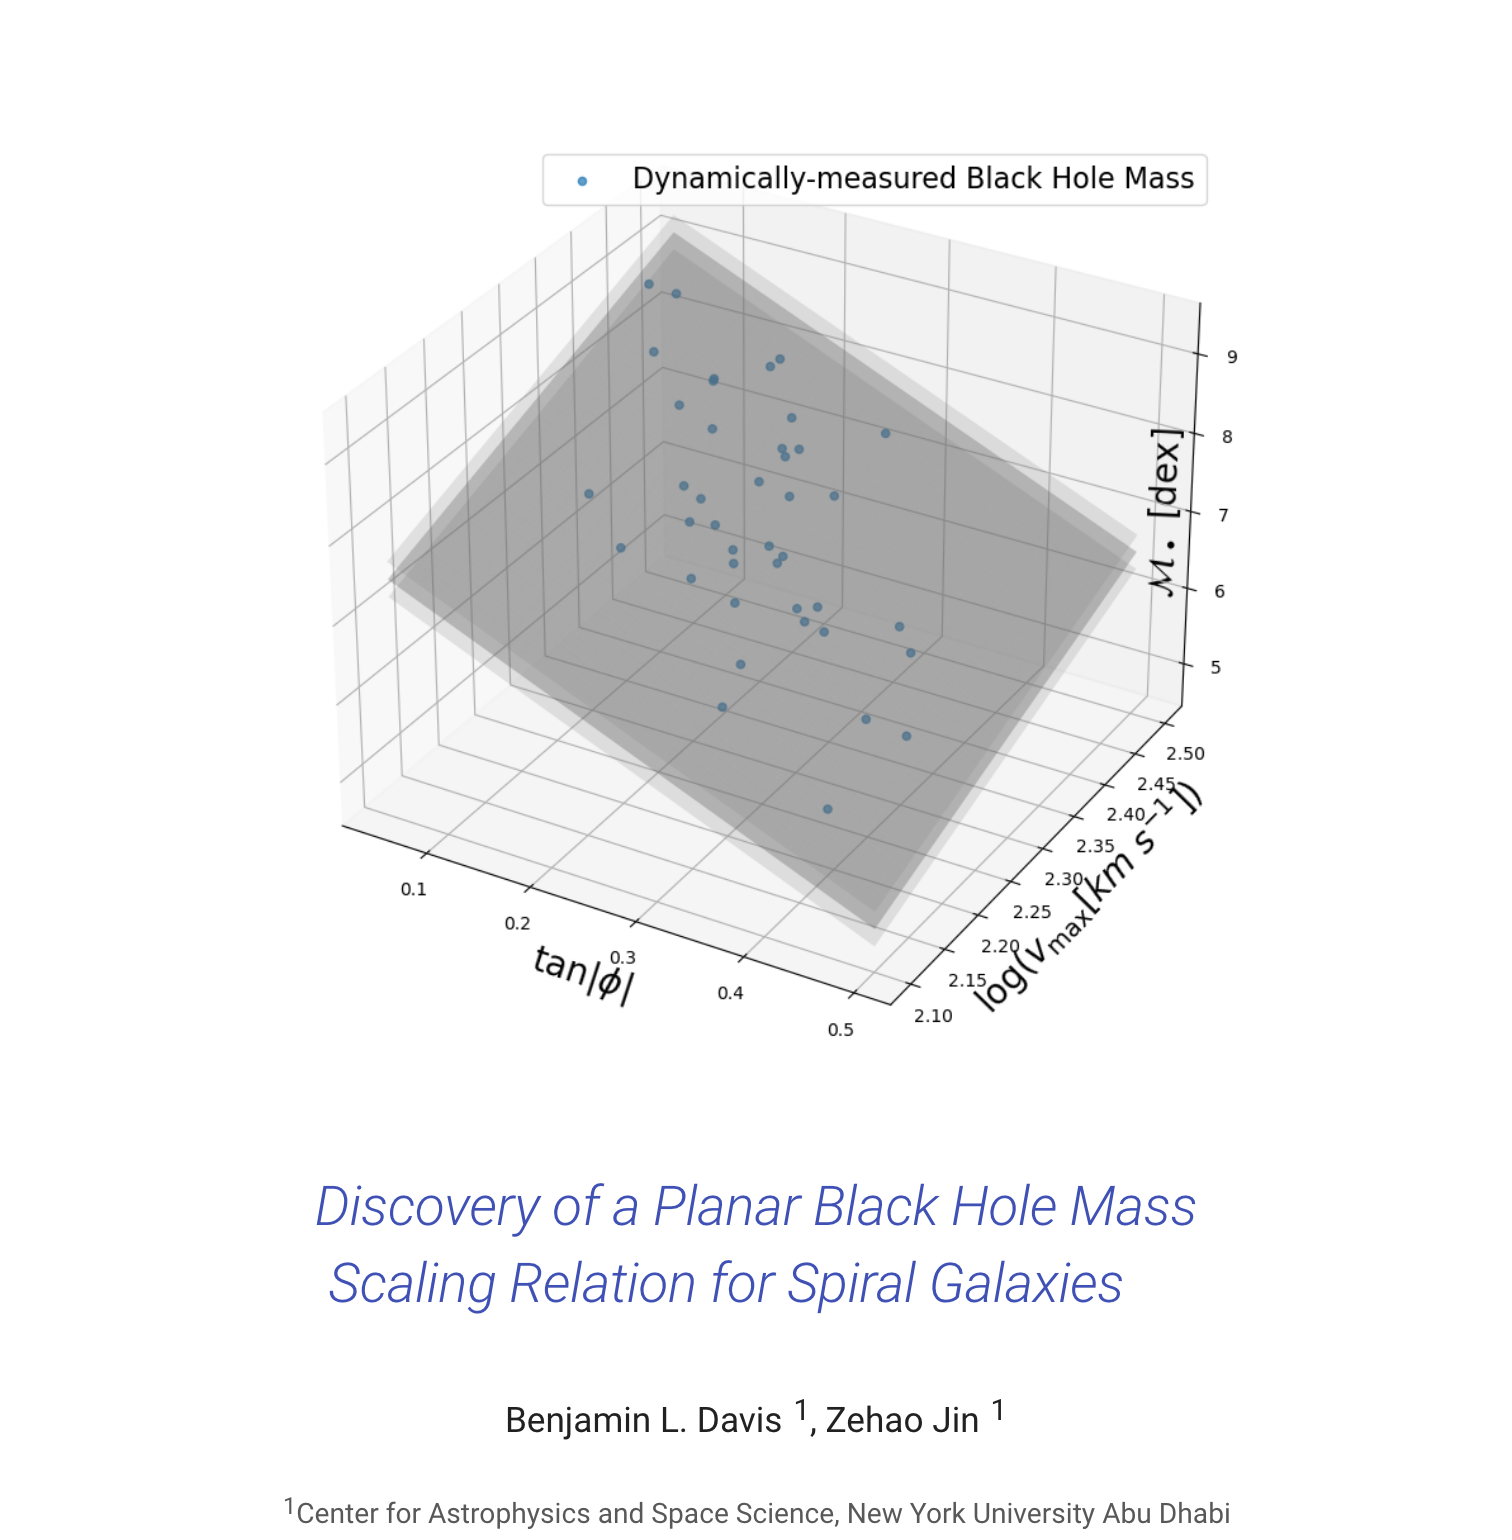 Dynamically-measured Black Hole Mass
9
8
7
6
5
ℳ• [dex]
2.50
2.45
2.40
2.35
2.30
2.25
2.20
2.15
2.10
log(v_max[km s⁻¹])
0.1
0.2
0.3
0.4
0.5
tan|ϕ|
Discovery of a Planar Black Hole Mass
Scaling Relation for Spiral Galaxies
Benjamin L. Davis ¹, Zehao Jin ¹
¹Center for Astrophysics and Space Science, New York University Abu Dhabi